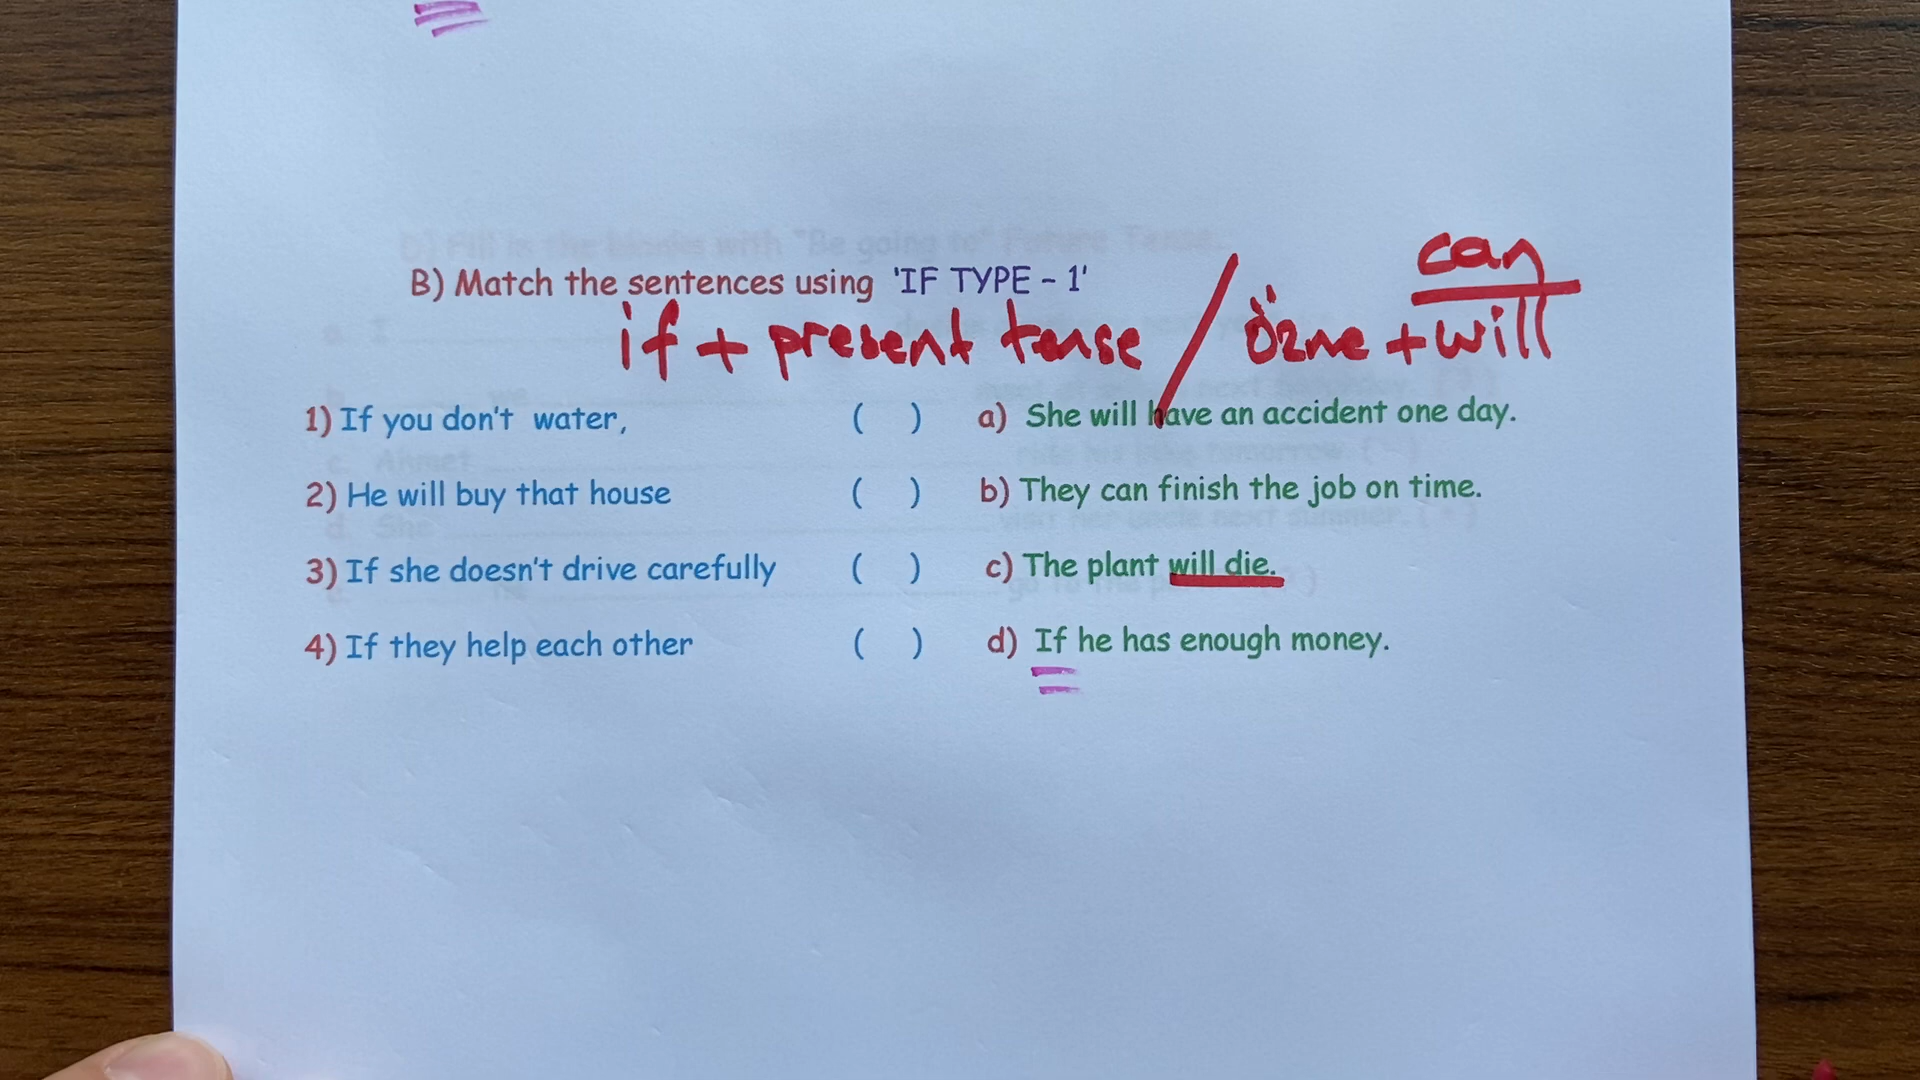 B) Match the sentences using 'IF TYPE - 1'
if + present tense / özne + will
can
1) If you don't water, ( ) a) She will have an accident one day.
2) He will buy that house ( ) b) They can finish the job on time.
3) If she doesn't drive carefully ( ) c) The plant will die.
4) If they help each other ( ) d) If he has enough money.